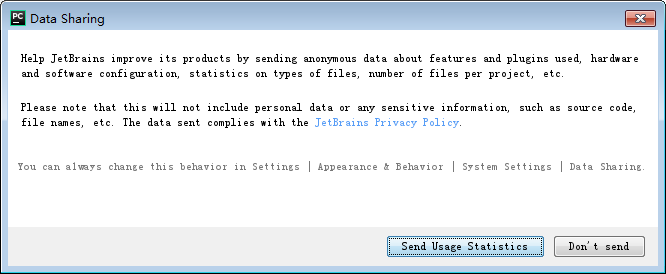 PC Data Sharing
Help JetBrains improve its products by sending anonymous data about features and plugins used, hardware
and software configuration, statistics on types of files, number of files per project, etc.
Please note that this will not include personal data or any sensitive information, such as source code,
file names, etc. The data sent complies with the JetBrains Privacy Policy.
You can always change this behavior in Settings | Appearance & Behavior | System Settings | Data Sharing.
Send Usage Statistics Don't send